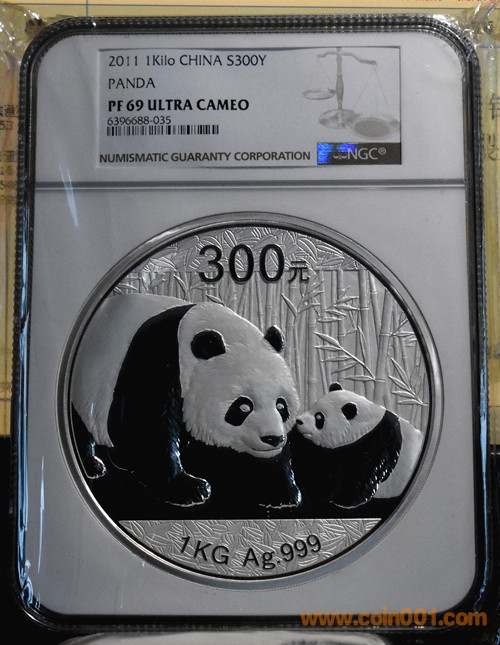 2011 1Kilo CHINA S300Y
PANDA
PF 69 ULTRA CAMEO
6396688-035
NUMISMATIC GUARANTY CORPORATION
NGC®
300元
1KG Ag.999
www.coin001.com